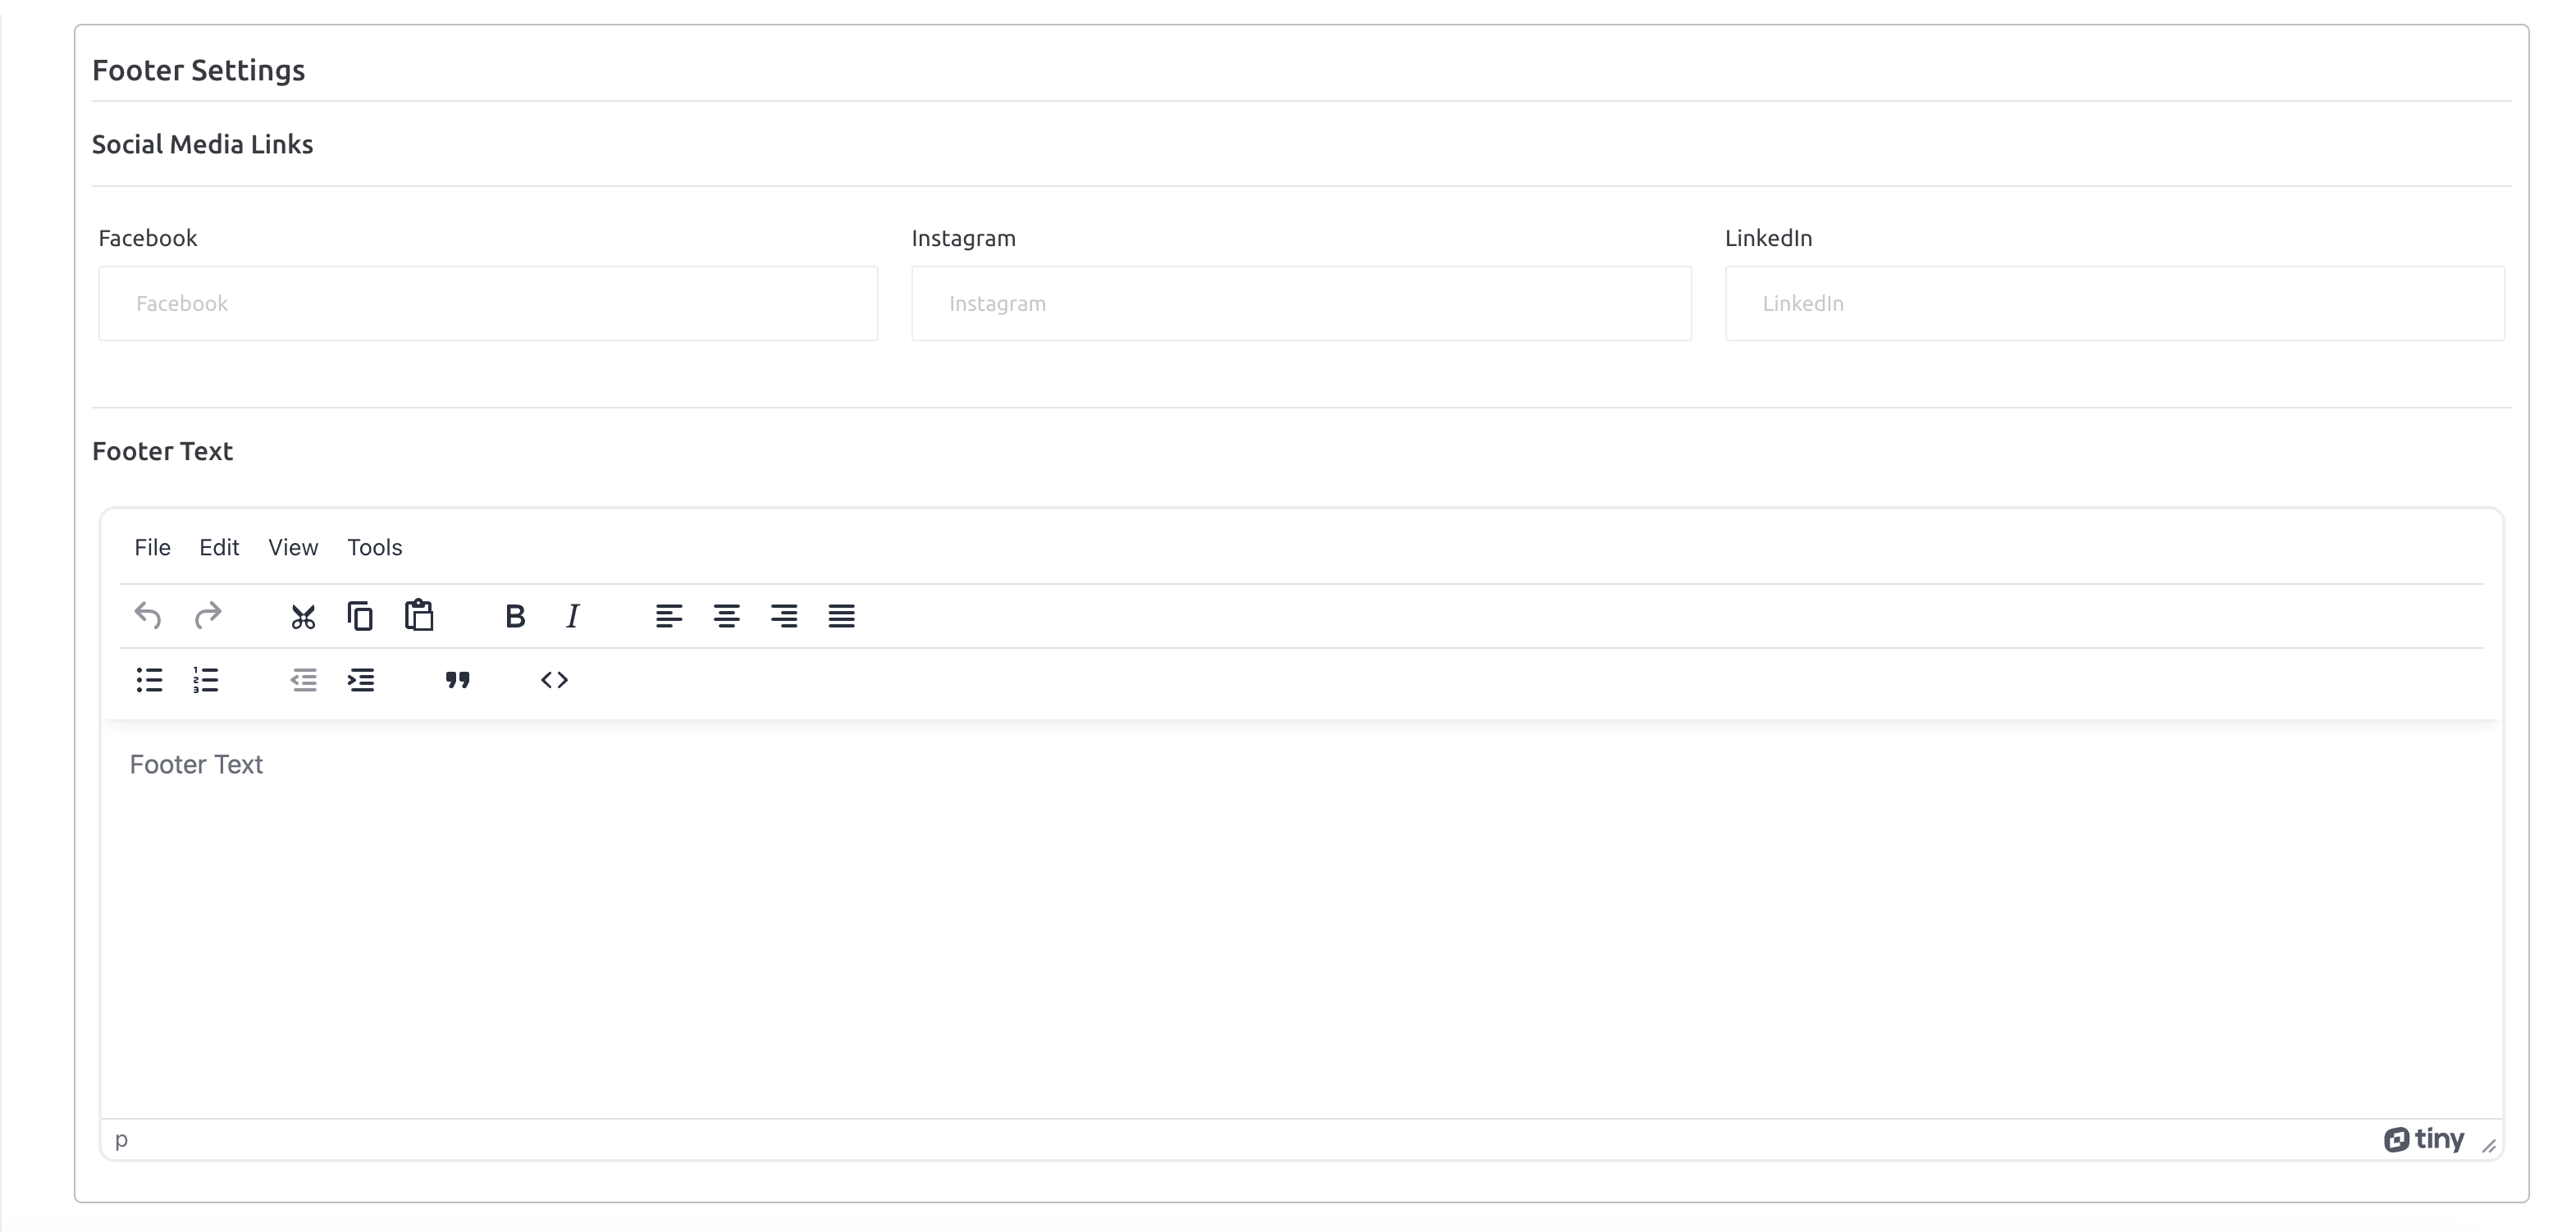 Footer Settings
Social Media Links
Facebook Instagram LinkedIn
Facebook Instagram LinkedIn
Footer Text
File Edit View Tools
B I
Footer Text
p tiny